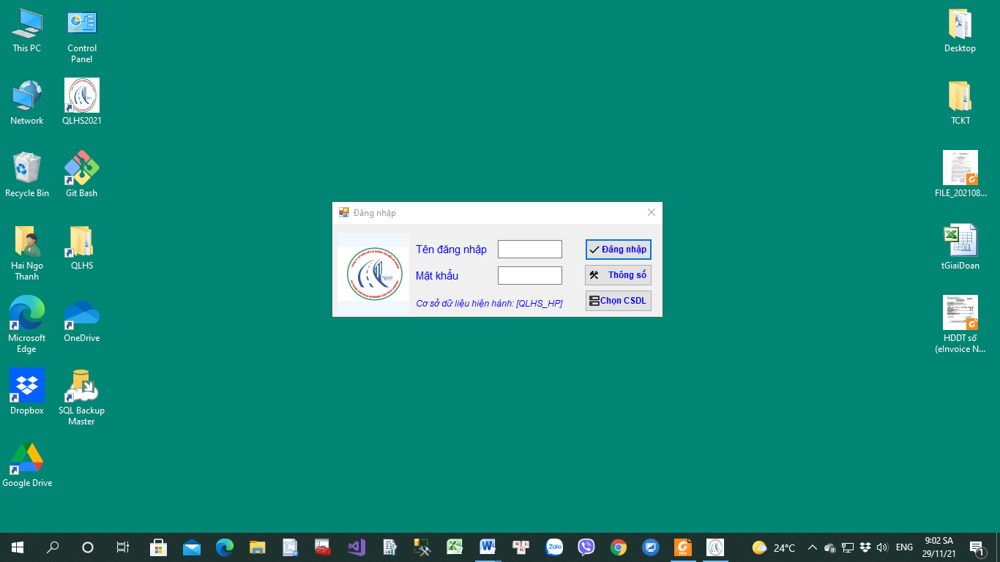 This PC
Control
Panel
Network
QLHS2021
Recycle Bin
Git Bash
Hai Ngo
Thanh
QLHS
Microsoft
Edge
OneDrive
Dropbox
SQL Backup
Master
Google Drive
Đăng nhập
Tên đăng nhập
Đăng nhập
Mật khẩu
Thông số
Cơ sở dữ liệu hiện hành: [QLHS_HP]
Chọn CSDL
Desktop
TCKT
FILE_202108...
tGiaiDoan
HDDT số
(eInvoice N...
Zalo
PDF
24°C
ENG
9:02 SA
29/11/21
1